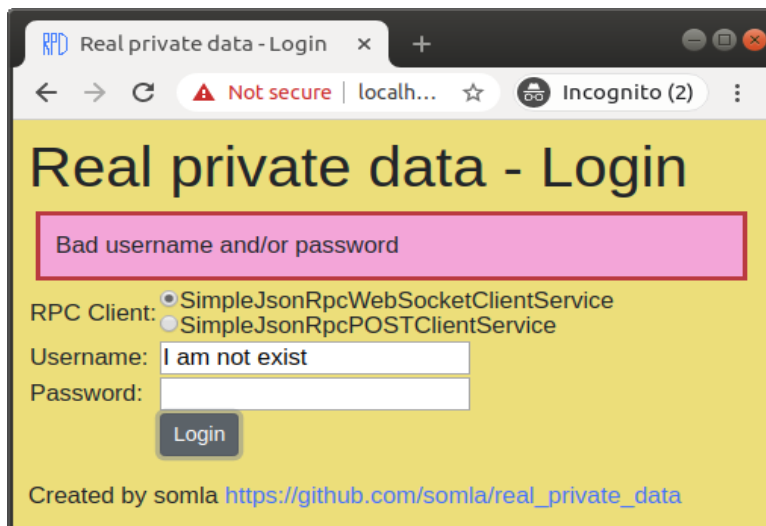 RPD Real private data - Login × +
Not secure | localh... Incognito (2)
Real private data - Login
Bad username and/or password
RPC Client: SimpleJsonRpcWebSocketClientService
SimpleJsonRpcPOSTClientService
Username: I am not exist
Password:
Login
Created by somla https://github.com/somla/real_private_data